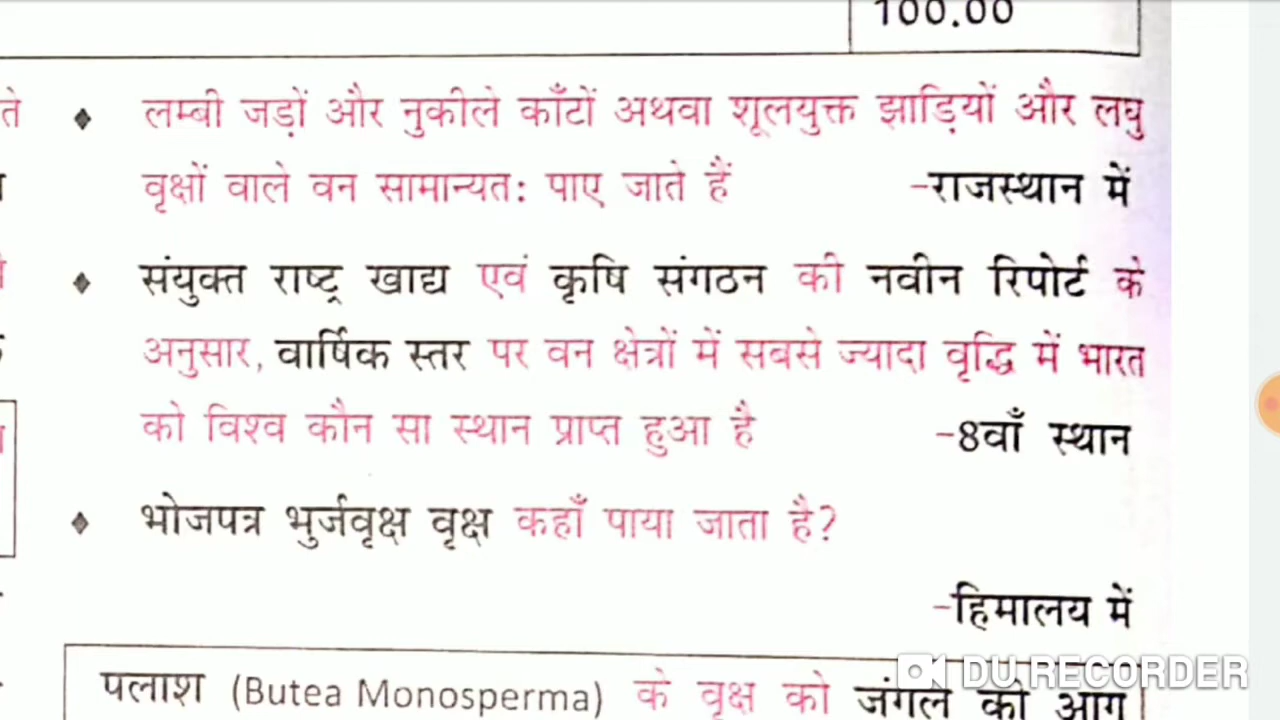 100.00
ते
लम्बी जड़ों और नुकीले काँटों अथवा शूलयुक्त झाड़ियों और लघु
वृक्षों वाले वन सामान्यतः पाए जाते हैं -राजस्थान में
संयुक्त राष्ट्र खाद्य एवं कृषि संगठन की नवीन रिपोर्ट के
अनुसार, वार्षिक स्तर पर वन क्षेत्रों में सबसे ज्यादा वृद्धि में भारत
को विश्व कौन सा स्थान प्राप्त हुआ है -8वाँ स्थान
भोजपत्र भुर्जवृक्ष वृक्ष कहाँ पाया जाता है?
-हिमालय में
पलाश (Butea Monosperma) के वृक्ष को जंगल की आग
DU RECORDER